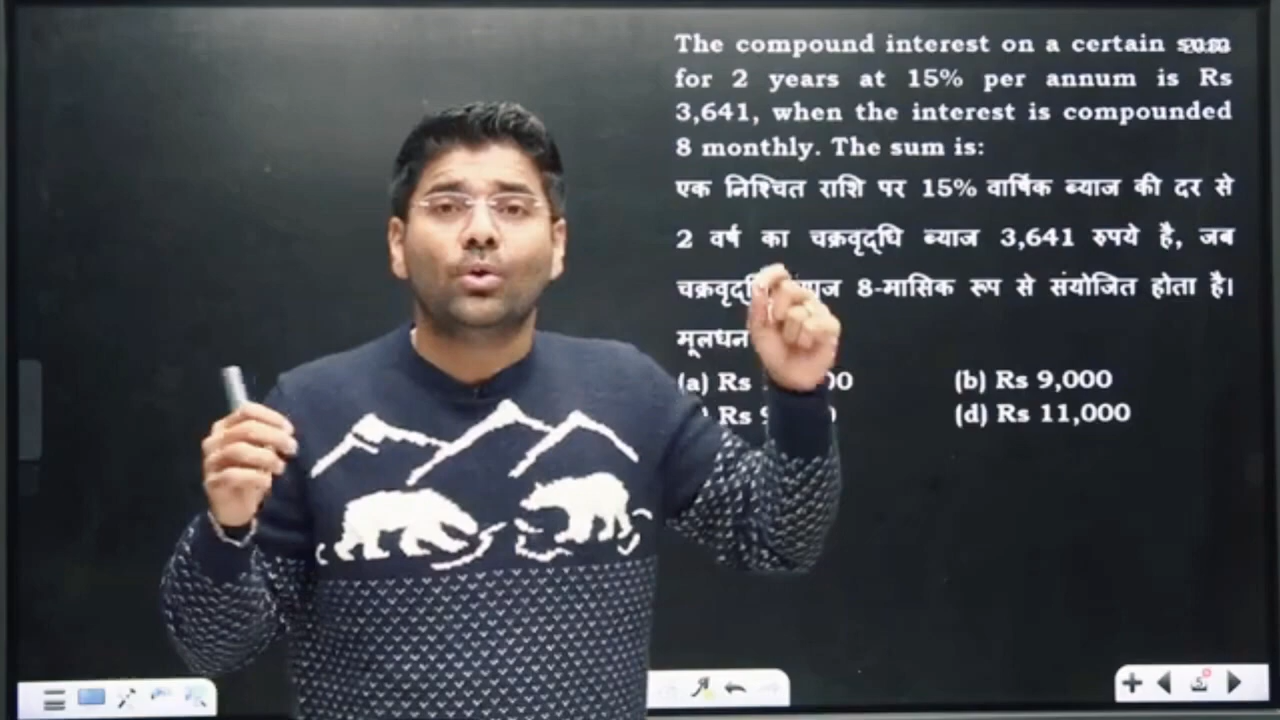 The compound interest on a certain sum
for 2 years at 15% per annum is Rs
3,641, when the interest is compounded
8 monthly. The sum is:
एक निश्चित राशि पर 15% वार्षिक ब्याज की दर से
2 वर्ष का चक्रवृद्धि ब्याज 3,641 रुपये है, जब
8-मासिक रूप से संयोजित होता है।
मूलधन
(a) Rs (b) Rs 9,000
Rs (d) Rs 11,000